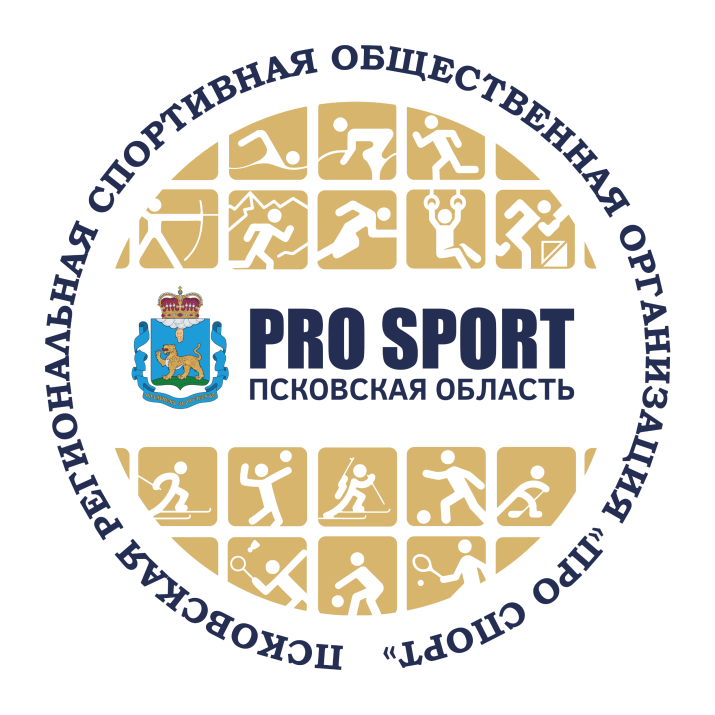 ПСКОВСКАЯ РЕГИОНАЛЬНАЯ СПОРТИВНАЯ ОБЩЕСТВЕННАЯ ОРГАНИЗАЦИЯ «ПРО СПОРТ»
PRO SPORT
ПСКОВСКАЯ ОБЛАСТЬ